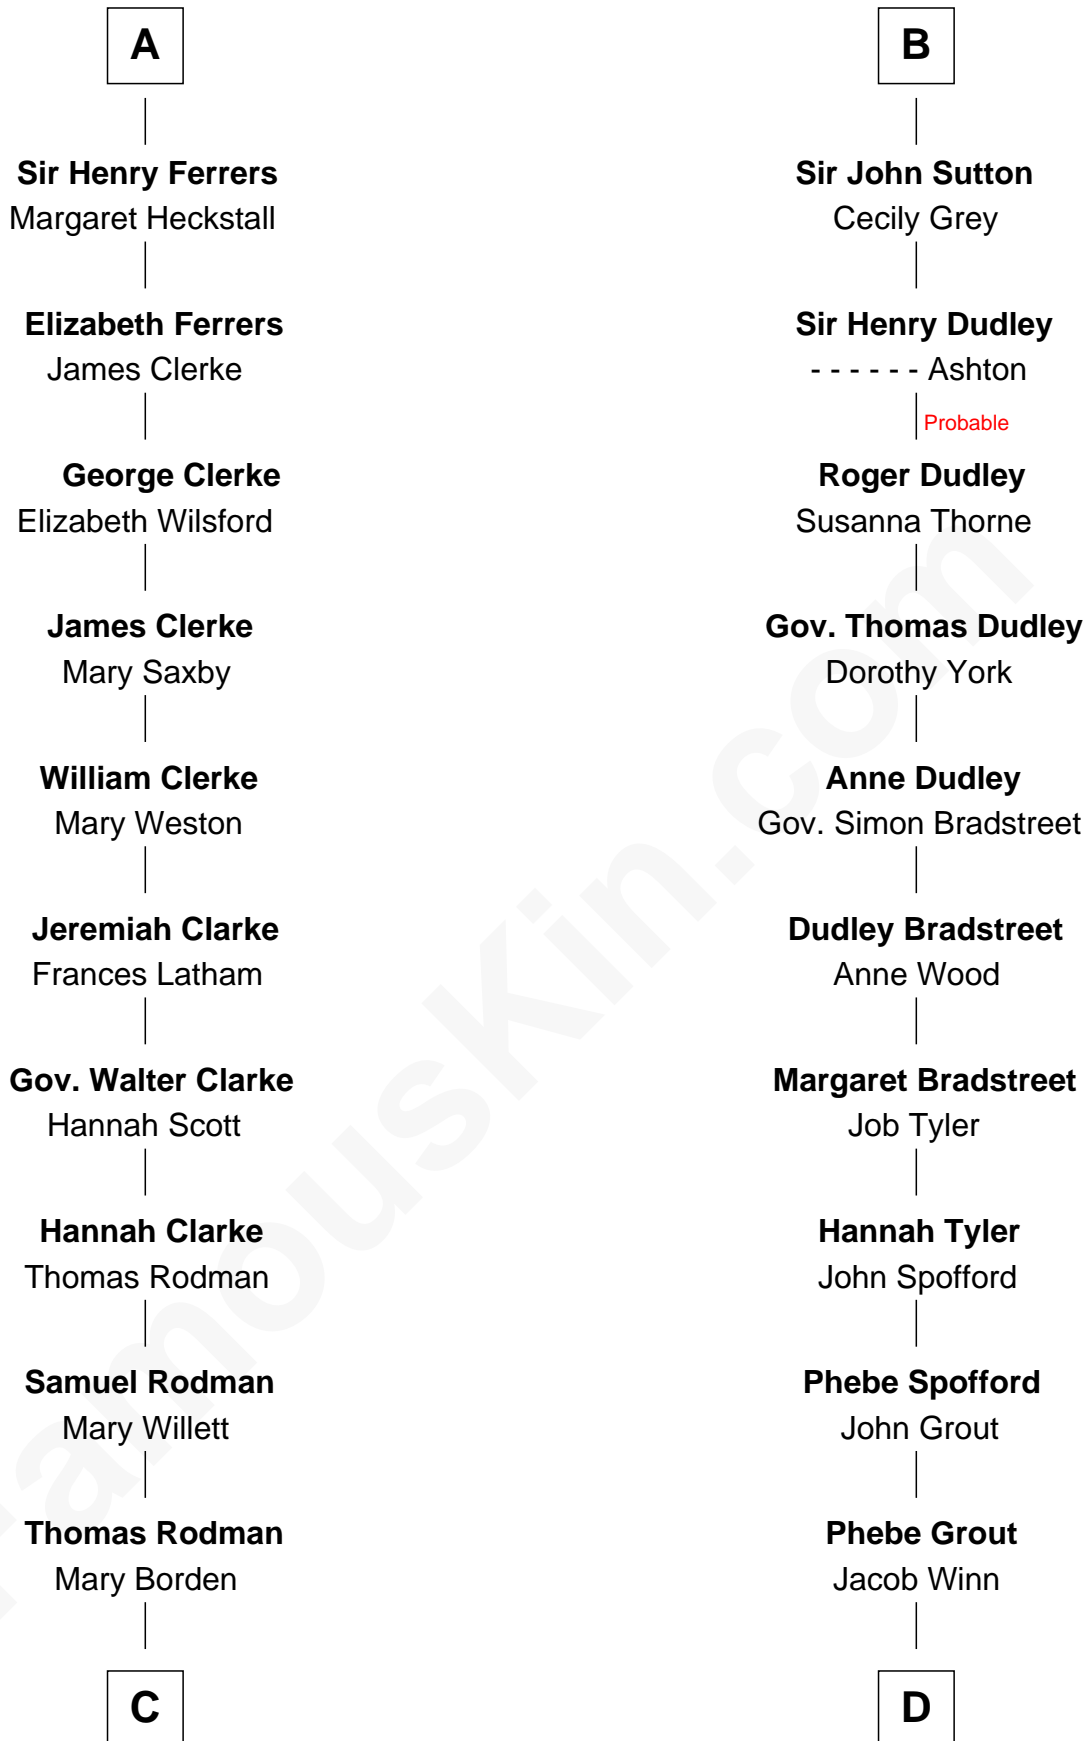 A
Sir Henry Ferrers
Margaret Heckstall
Elizabeth Ferrers
James Clerke
George Clerke
Elizabeth Wilsford
James Clerke
Mary Saxby
William Clerke
Mary Weston
Jeremiah Clarke
Frances Latham
Gov. Walter Clarke
Hannah Scott
Hannah Clarke
Thomas Rodman
Samuel Rodman
Mary Willett
Thomas Rodman
Mary Borden
C
B
Sir John Sutton
Cecily Grey
Sir Henry Dudley
- - - - - - Ashton
Probable
Roger Dudley
Susanna Thorne
Gov. Thomas Dudley
Dorothy York
Anne Dudley
Gov. Simon Bradstreet
Dudley Bradstreet
Anne Wood
Margaret Bradstreet
Job Tyler
Hannah Tyler
John Spofford
Phebe Spofford
John Grout
Phebe Grout
Jacob Winn
D
FamousKin.com